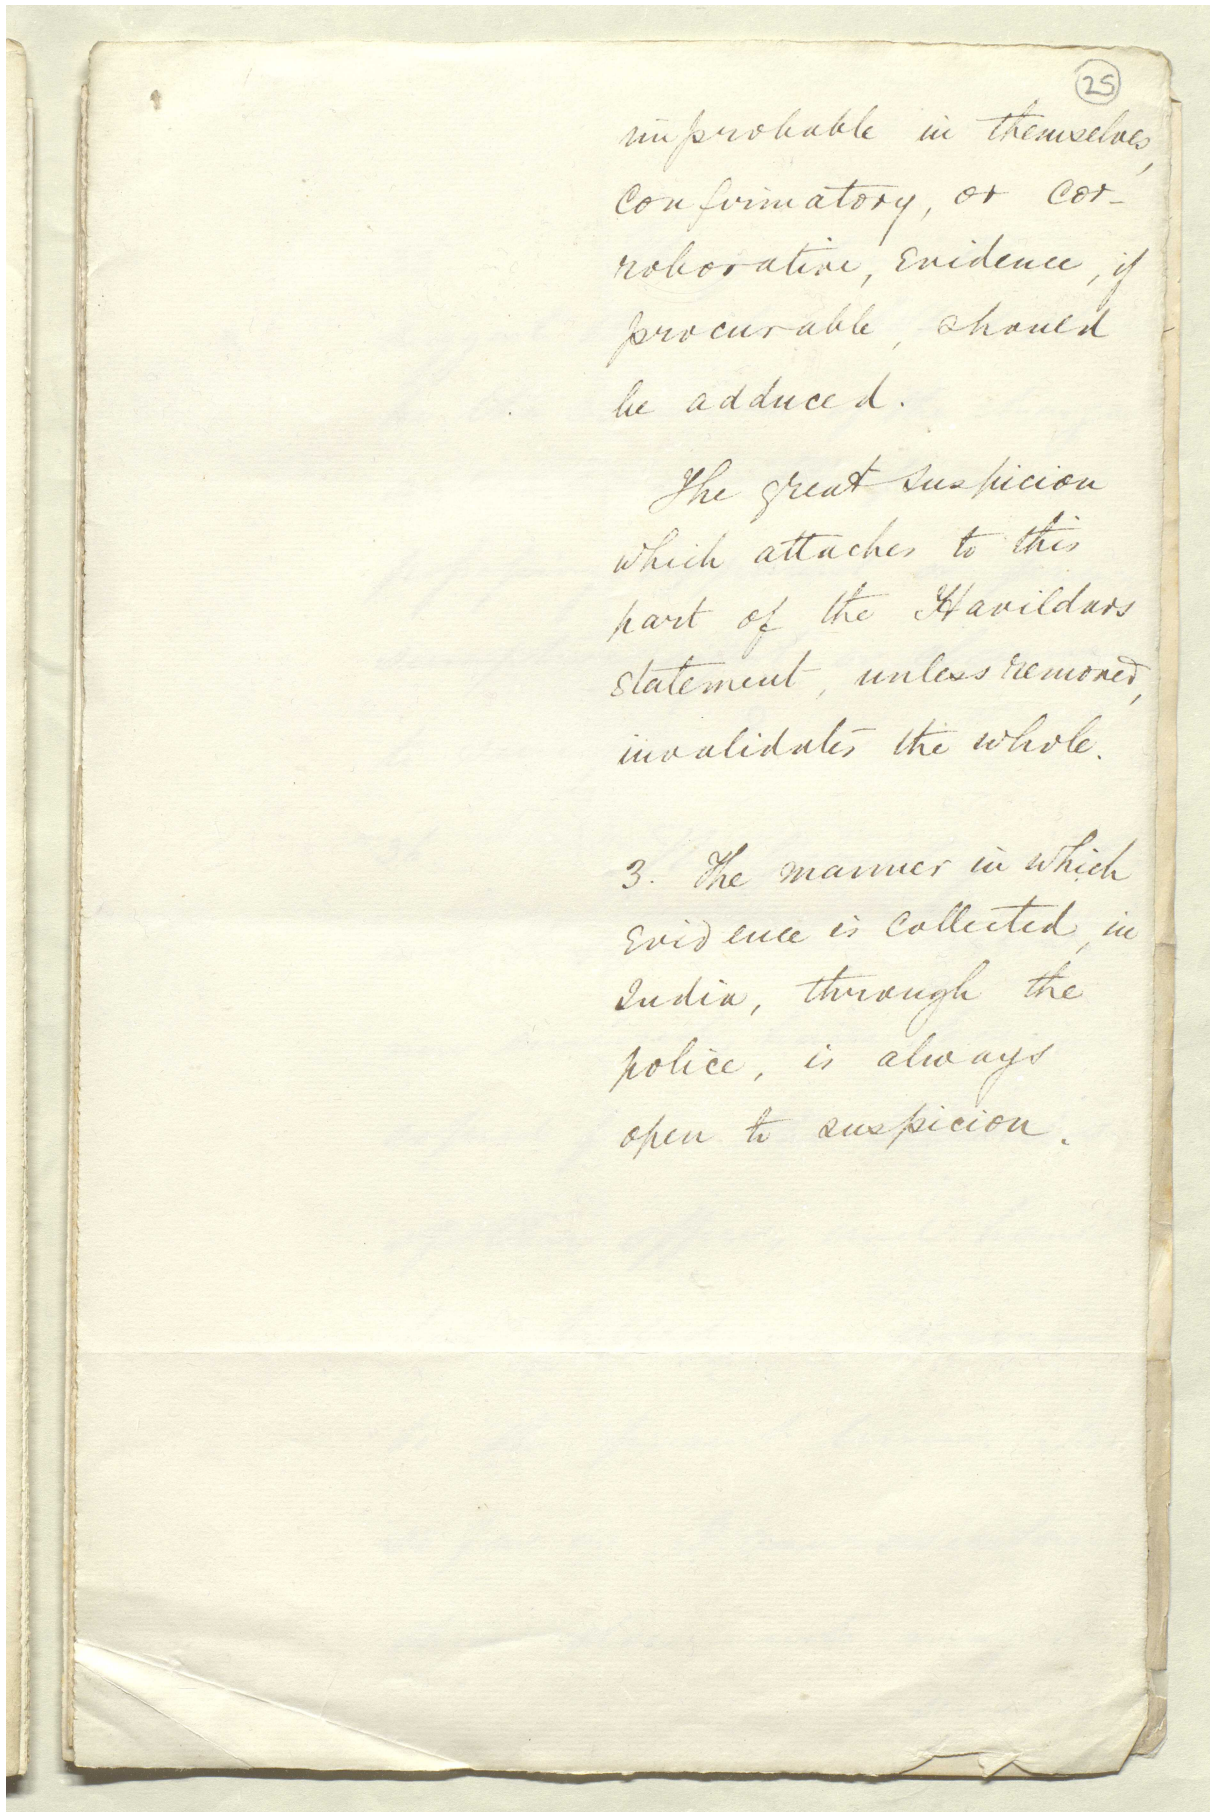 25
improbable in themselves,
confirmatory, or cor-
roborative, Evidence, if
procurable, should
be adduced.
The great suspicion
which attaches to this
part of the Havildars
statement, unless removed,
invalidates the whole.
3. The manner in which
Evidence is collected, in
India, through the
police, is always
open to suspicion.